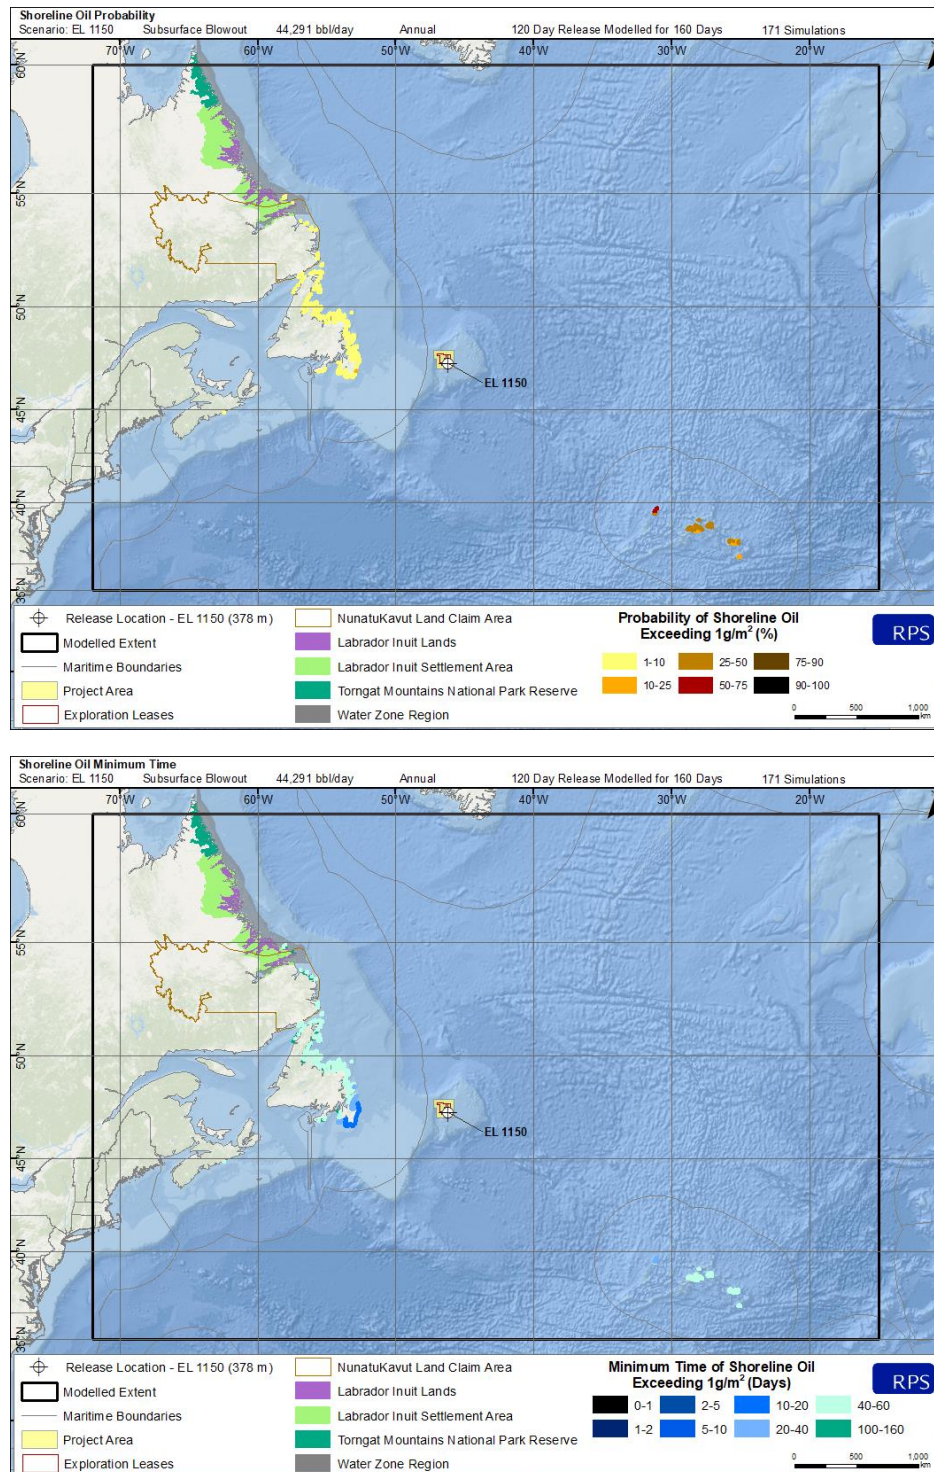 Shoreline Oil Probability
Scenario: EL 1150 Subsurface Blowout 44,291 bbl/day Annual 120 Day Release Modelled for 160 Days 171 Simulations
70°W 60°W 50°W 40°W 30°W 20°W
60°N
55°N
50°N
45°N
40°N
35°N
EL 1150
Release Location - EL 1150 (378 m)
Modelled Extent
Maritime Boundaries
Project Area
Exploration Leases
NunatuKavut Land Claim Area
Labrador Inuit Lands
Labrador Inuit Settlement Area
Torngat Mountains National Park Reserve
Water Zone Region
Probability of Shoreline Oil
Exceeding 1g/m² (%)
1-10 25-50 75-90
10-25 50-75 90-100
RPS
0 500 1,000
km
Shoreline Oil Minimum Time
Scenario: EL 1150 Subsurface Blowout 44,291 bbl/day Annual 120 Day Release Modelled for 160 Days 171 Simulations
70°W 60°W 50°W 40°W 30°W 20°W
60°N
55°N
50°N
45°N
40°N
35°N
EL 1150
Release Location - EL 1150 (378 m)
Modelled Extent
Maritime Boundaries
Project Area
Exploration Leases
NunatuKavut Land Claim Area
Labrador Inuit Lands
Labrador Inuit Settlement Area
Torngat Mountains National Park Reserve
Water Zone Region
Minimum Time of Shoreline Oil
Exceeding 1g/m² (Days)
0-1 2-5 10-20 40-60
1-2 5-10 20-40 100-160
RPS
0 500 1,000
km